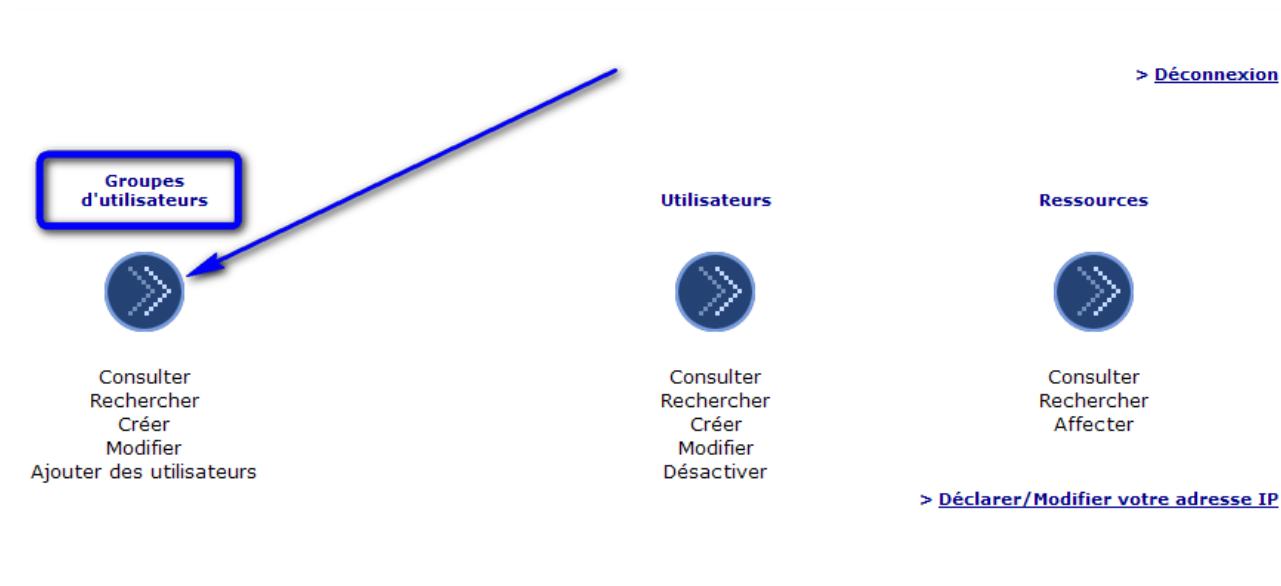 > Déconnexion
Groupes
d'utilisateurs
Consulter
Rechercher
Créer
Modifier
Ajouter des utilisateurs
Utilisateurs
Consulter
Rechercher
Créer
Modifier
Désactiver
Ressources
Consulter
Rechercher
Affecter
> Déclarer/Modifier votre adresse IP